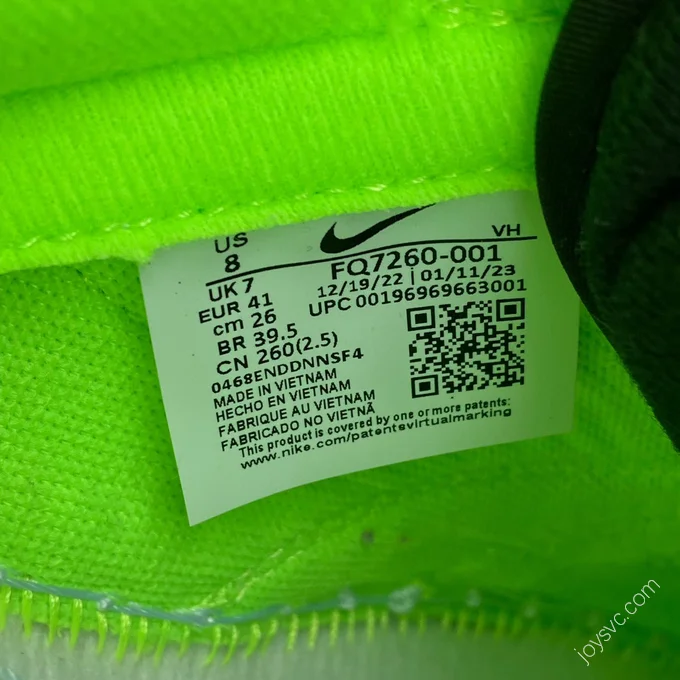 US
8
VH
UK 7
FQ7260-001
EUR 41
12/19/22 | 01/11/23
cm 26
UPC 00196969663001
BR 39.5
CN 260(2.5)
0468ENDDNNSF4
MADE IN VIETNAM
HECHO EN VIETNAM
FABRIQUE AU VIETNAM
FABRICADO NO VIETNÃ
This product is covered by one or more patents:
www.nike.com/patentsvirtualmarking
joysvc.com